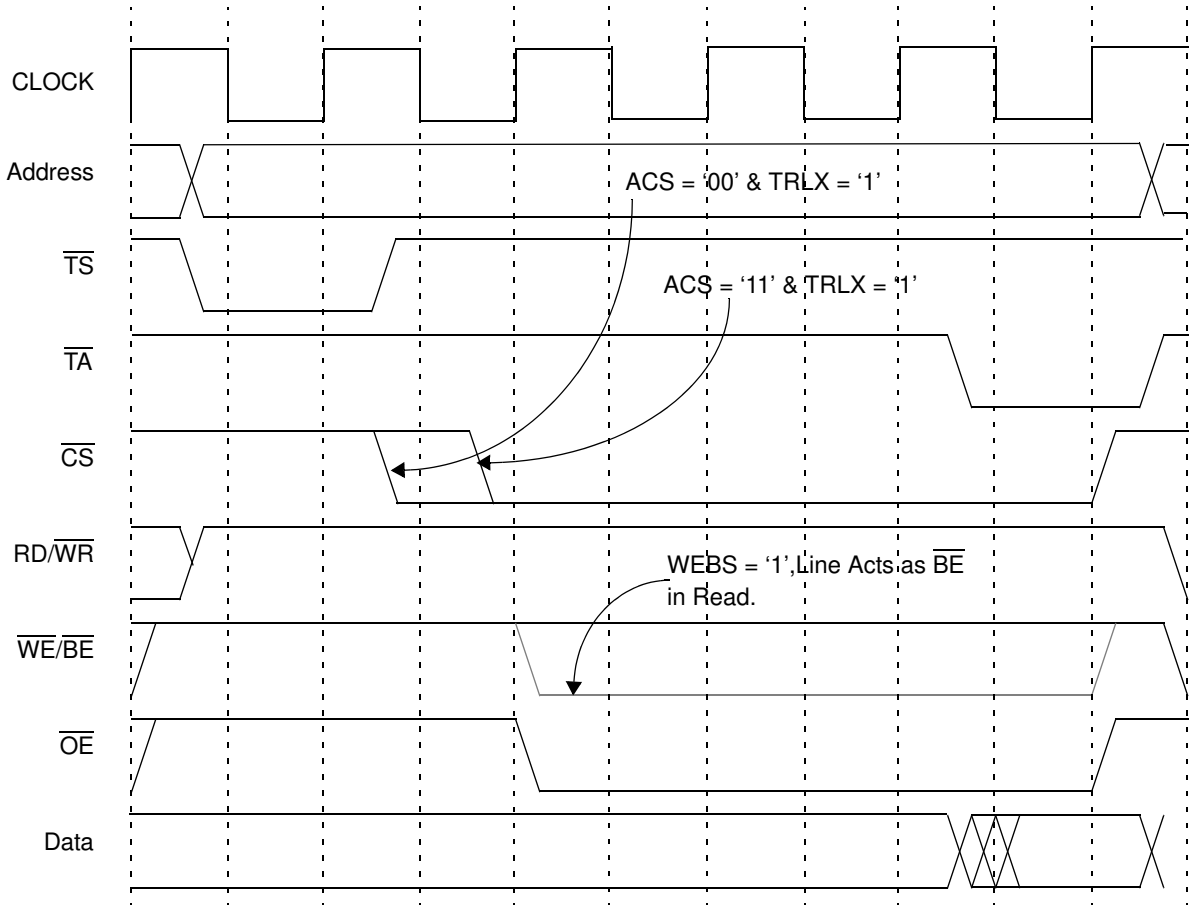 CLOCK
Address
ACS = ‘00’ & TRLX = ‘1’
TS
ACS = ‘11’ & TRLX = ‘1’
TA
CS
RD/WR
WEBS = ‘1’,Line Acts as BE
in Read.
WE/BE
OE
Data